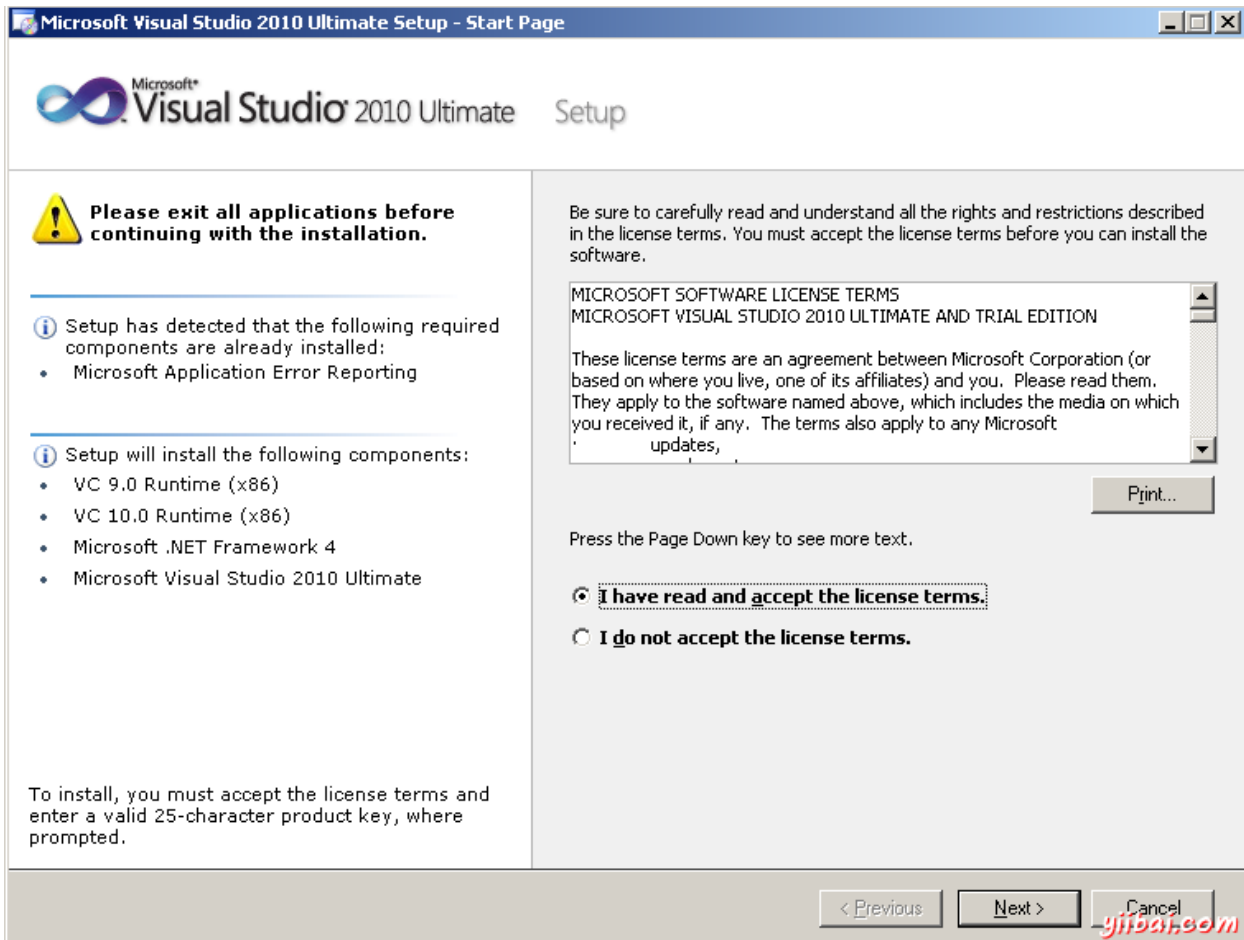 Microsoft Visual Studio 2010 Ultimate Setup - Start Page
Microsoft®
Visual Studio® 2010 Ultimate Setup
Please exit all applications before
continuing with the installation.
Setup has detected that the following required
components are already installed:
• Microsoft Application Error Reporting
Setup will install the following components:
• VC 9.0 Runtime (x86)
• VC 10.0 Runtime (x86)
• Microsoft .NET Framework 4
• Microsoft Visual Studio 2010 Ultimate
To install, you must accept the license terms and
enter a valid 25-character product key, where
prompted.
Be sure to carefully read and understand all the rights and restrictions described
in the license terms. You must accept the license terms before you can install the
software.
MICROSOFT SOFTWARE LICENSE TERMS
MICROSOFT VISUAL STUDIO 2010 ULTIMATE AND TRIAL EDITION
These license terms are an agreement between Microsoft Corporation (or
based on where you live, one of its affiliates) and you.  Please read them.
They apply to the software named above, which includes the media on which
you received it, if any.  The terms also apply to any Microsoft
· updates,
Print...
Press the Page Down key to see more text.
I have read and accept the license terms.
I do not accept the license terms.
< Previous
Next >
Cancel
yiibai.com